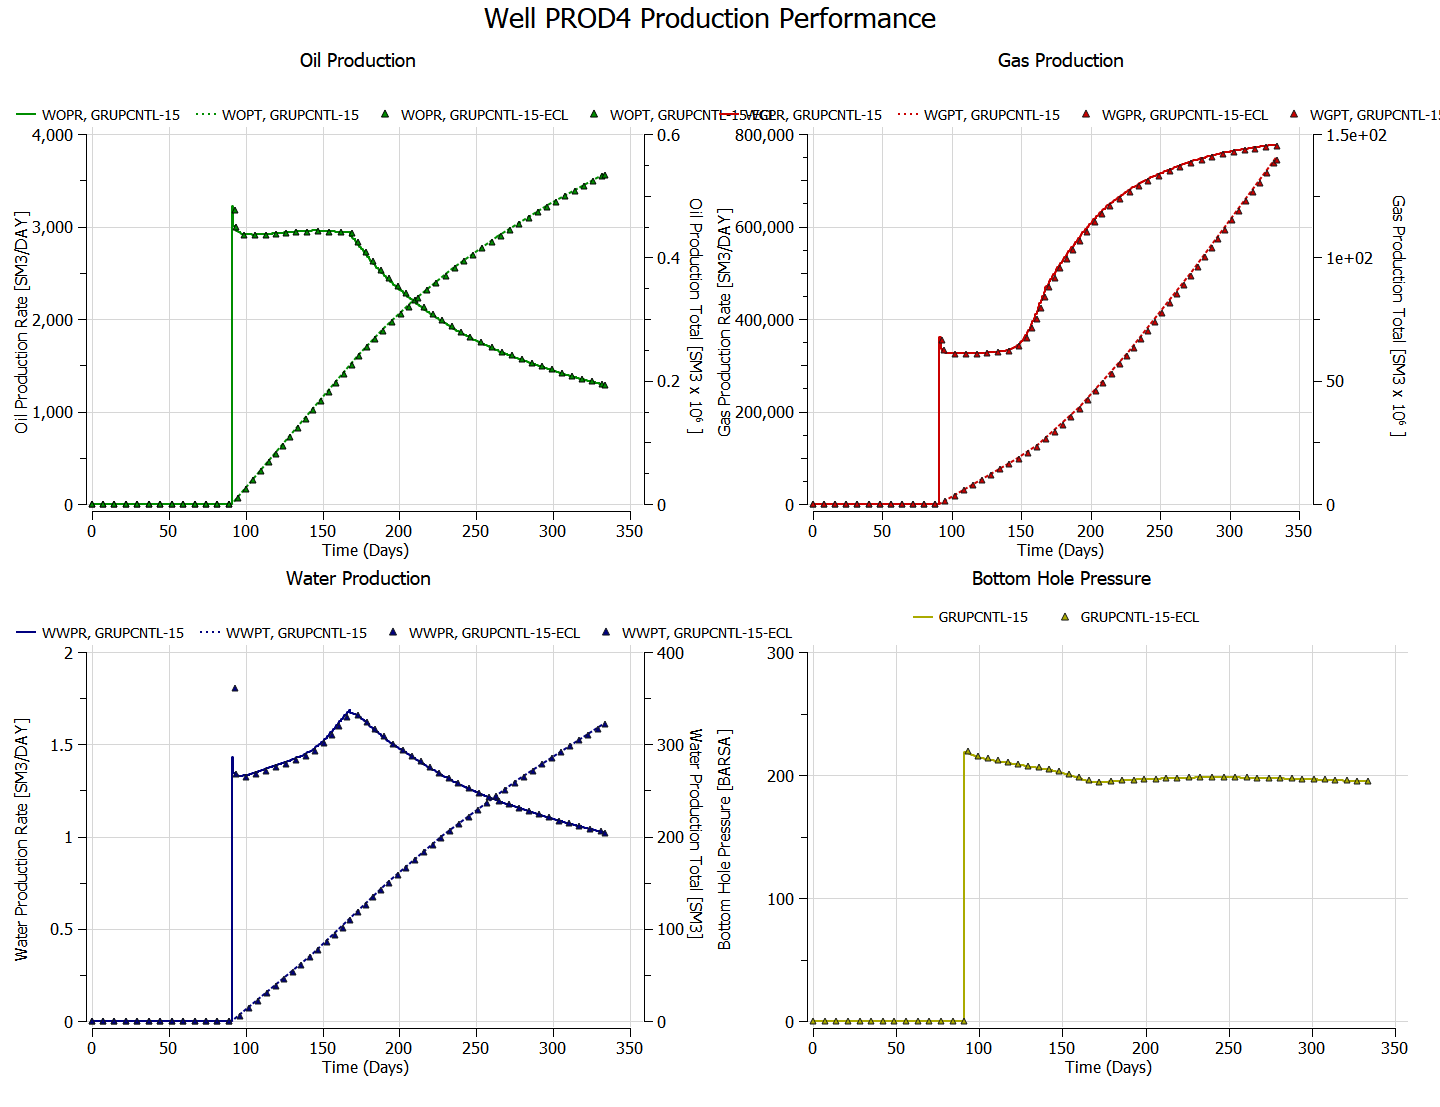 Well PROD4 Production Performance
Oil Production
WOPR, GRUPCNTL-15 WOPT, GRUPCNTL-15 WOPR, GRUPCNTL-15-ECL WOPT, GRUPCNTL-15-ECL
4,000
3,000
2,000
1,000
0
Oil Production Rate [SM3/DAY]
0.6
0.4
0.2
0
Oil Production Total [SM3 x 10⁶ ]
0 50 100 150 200 250 300 350
Time (Days)
Gas Production
WGPR, GRUPCNTL-15 WGPT, GRUPCNTL-15 WGPR, GRUPCNTL-15-ECL WGPT, GRUPCNTL-15
800,000
600,000
400,000
200,000
0
Gas Production Rate [SM3/DAY]
1.5e+02
1e+02
50
0
Gas Production Total [SM3 x 10⁶ ]
0 50 100 150 200 250 300 350
Time (Days)
Water Production
WWPR, GRUPCNTL-15 WWPT, GRUPCNTL-15 WWPR, GRUPCNTL-15-ECL WWPT, GRUPCNTL-15-ECL
2
1.5
1
0.5
0
Water Production Rate [SM3/DAY]
400
300
200
100
0
Water Production Total [SM3]
0 50 100 150 200 250 300 350
Time (Days)
Bottom Hole Pressure
GRUPCNTL-15 GRUPCNTL-15-ECL
300
200
100
0
Bottom Hole Pressure [BARSA]
0 50 100 150 200 250 300 350
Time (Days)